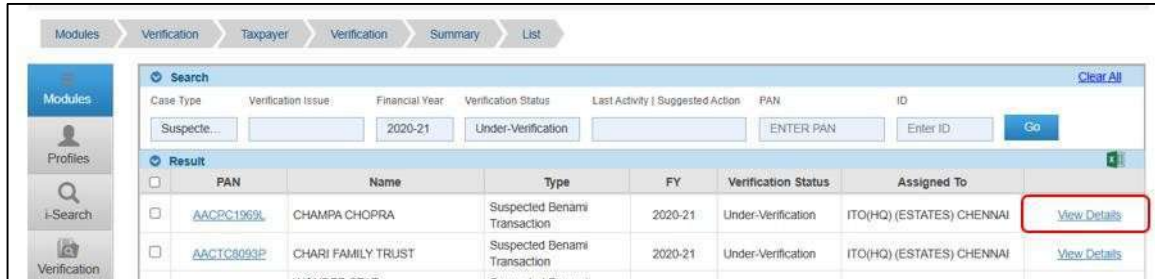 Modules Verification Taxpayer Verification Summary List
Modules
Profiles
i-Search
Verification
Search Clear All
Case Type Verification Issue Financial Year Verification Status Last Activity | Suggested Action PAN ID
Suspecte... 2020-21 Under-Verification ENTER PAN Enter ID Go
Result
PAN Name Type FY Verification Status Assigned To
AACPC1969L CHAMPA CHOPRA Suspected Benami Transaction 2020-21 Under-Verification ITO(HQ) (ESTATES) CHENNAI View Details
AACTC8093P CHARI FAMILY TRUST Suspected Benami Transaction 2020-21 Under-Verification ITO(HQ) (ESTATES) CHENNAI View Details